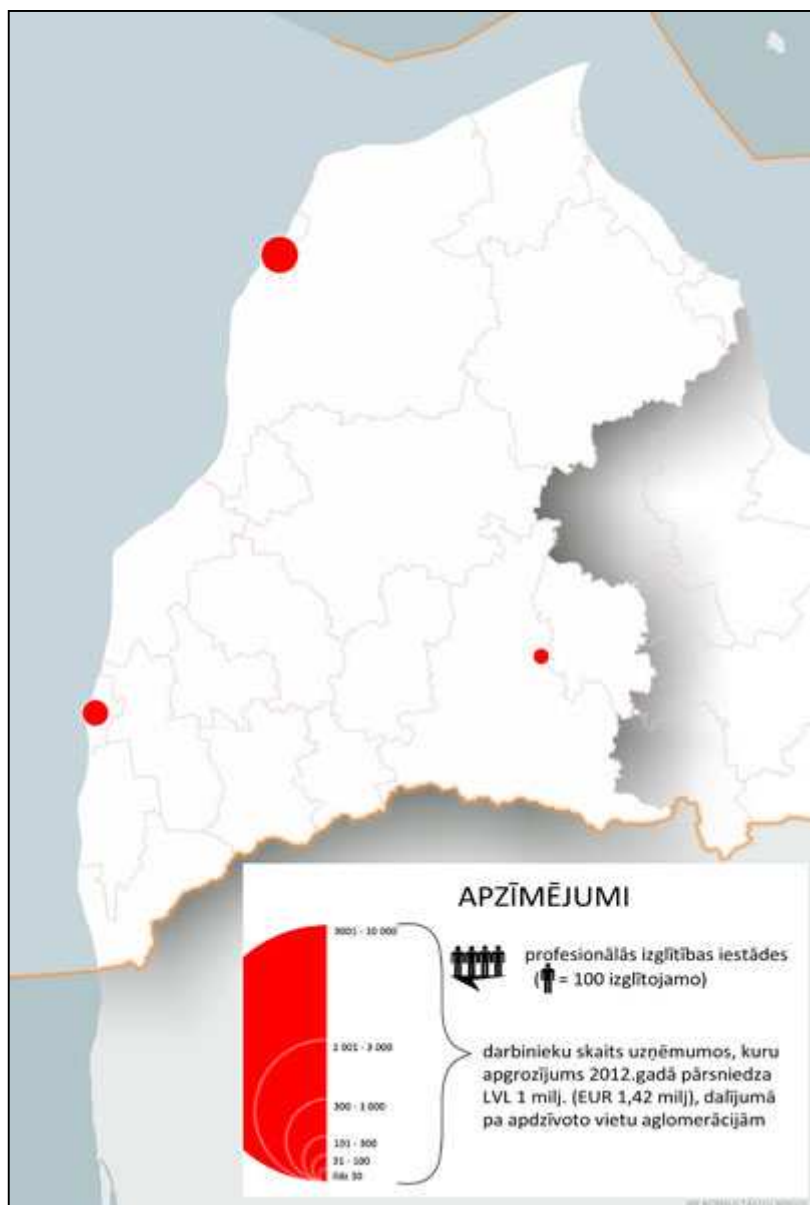 APZĪMĒJUMI
3001 - 10 000
1 001 - 3 000
300 - 1 000
101 - 300
31 - 100
līdz 30
profesionālās izglītības iestādes
( = 100 izglītojamo)
darbinieku skaits uzņēmumos, kuru
apgrozījums 2012.gadā pārsniedza
LVL 1 milj. (EUR 1,42 milj), dalījumā
pa apdzīvoto vietu aglomerācijām